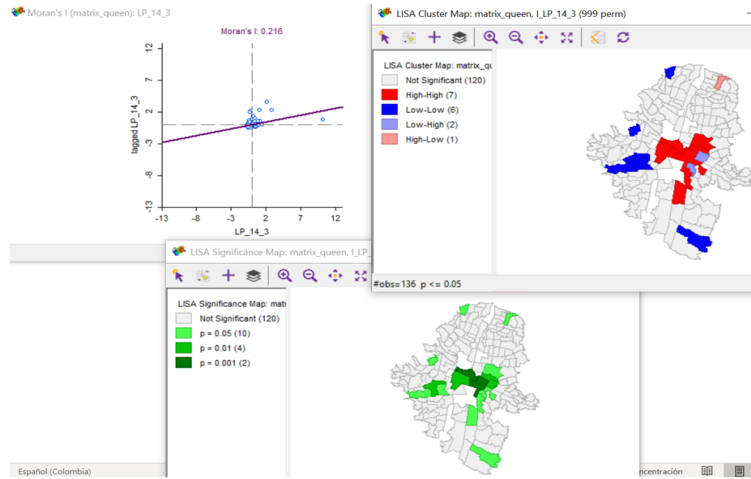 Moran's I (matrix_queen): LP_14_3
Moran's I: 0.216
12
7
2
-3
-8
-13
lagged LP_14_3
-13 -8 -3 2 7 12
LP_14_3
LISA Cluster Map: matrix_queen, I_LP_14_3 (999 perm)
LISA Cluster Map: matrix_qu
Not Significant (120)
High-High (7)
Low-Low (6)
Low-High (2)
High-Low (1)
#obs=136 p <= 0.05
LISA Significance Map: matrix_queen, I_LP_
LISA Significance Map: matr
Not Significant (120)
p = 0.05 (10)
p = 0.01 (4)
p = 0.001 (2)
Español (Colombia)
ncentración